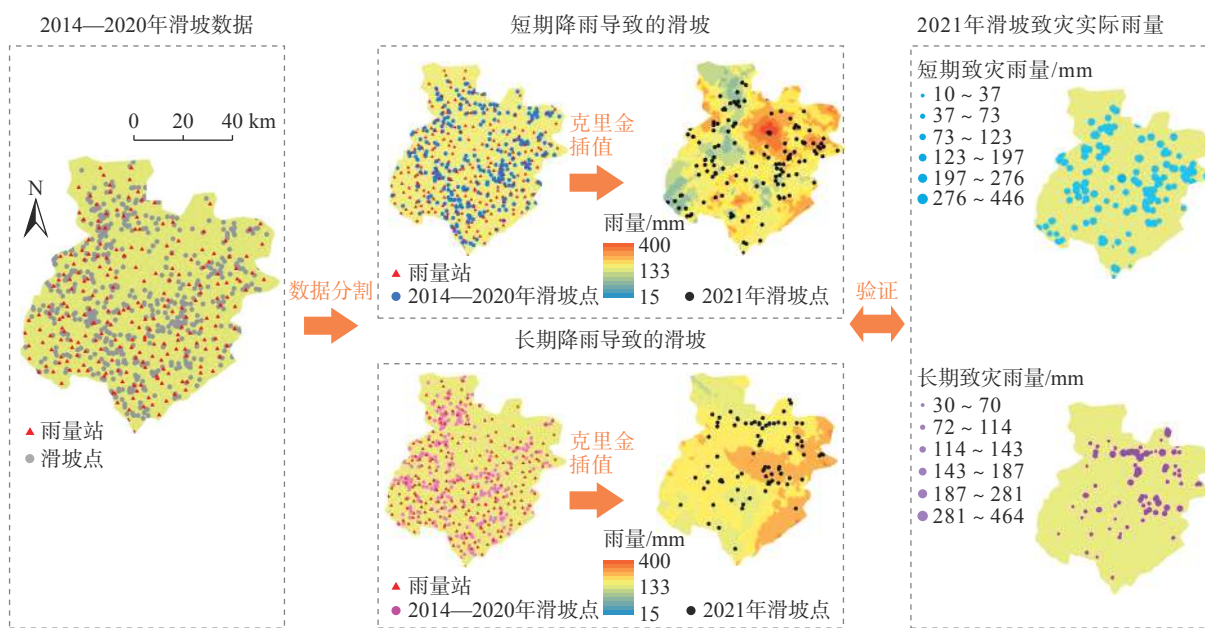 2014—2020年滑坡数据
0 20 40 km
N
雨量站
滑坡点
数据分割
短期降雨导致的滑坡
克里金
插值
雨量/mm
400
133
15
雨量站
2014—2020年滑坡点
2021年滑坡点
长期降雨导致的滑坡
克里金
插值
雨量/mm
400
133
15
雨量站
2014—2020年滑坡点
2021年滑坡点
验证
2021年滑坡致灾实际雨量
短期致灾雨量/mm
10 ~ 37
37 ~ 73
73 ~ 123
123 ~ 197
197 ~ 276
276 ~ 446
长期致灾雨量/mm
30 ~ 70
72 ~ 114
114 ~ 143
143 ~ 187
187 ~ 281
281 ~ 464